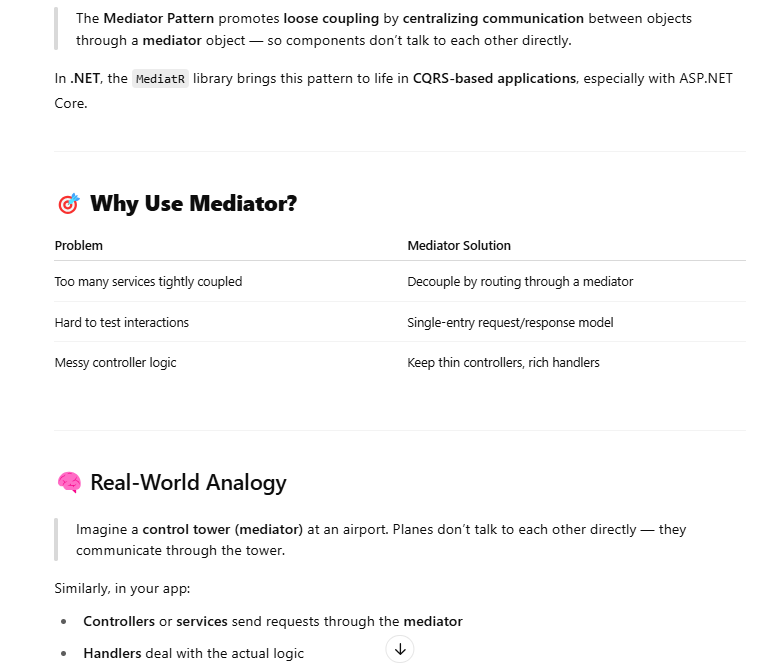 The Mediator Pattern promotes loose coupling by centralizing communication between objects
through a mediator object — so components don't talk to each other directly.
In .NET, the MediatR library brings this pattern to life in CQRS-based applications, especially with ASP.NET
Core.
Why Use Mediator?
Problem Mediator Solution
Too many services tightly coupled Decouple by routing through a mediator
Hard to test interactions Single-entry request/response model
Messy controller logic Keep thin controllers, rich handlers
Real-World Analogy
Imagine a control tower (mediator) at an airport. Planes don't talk to each other directly — they
communicate through the tower.
Similarly, in your app:
• Controllers or services send requests through the mediator
• Handlers deal with the actual logic